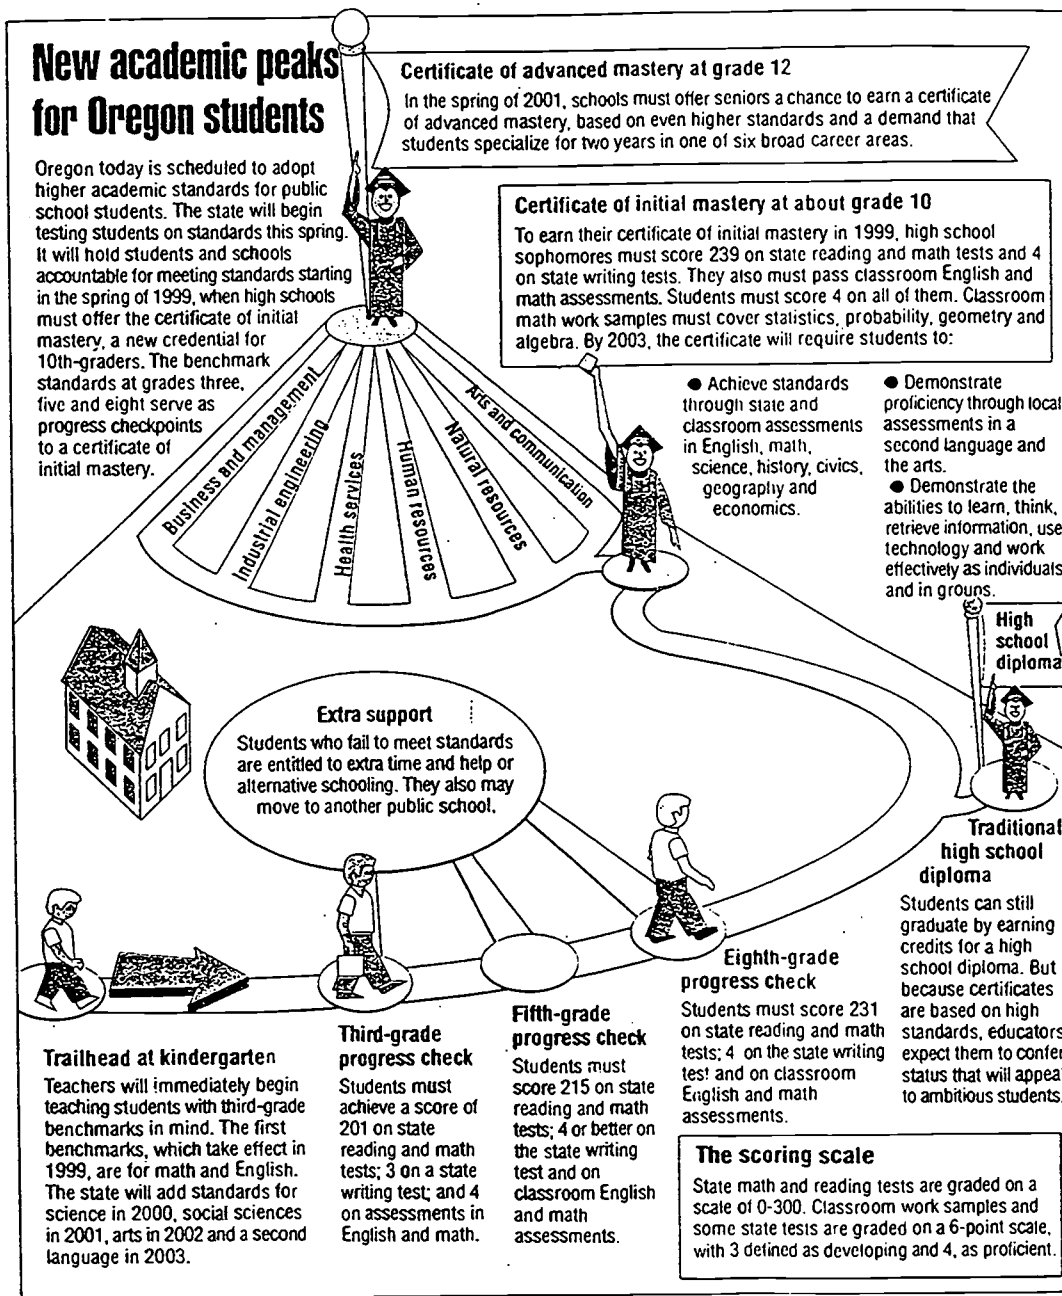 New academic peaks
for Oregon students
Oregon today is scheduled to adopt
higher academic standards for public
school students. The state will begin
testing students on standards this spring.
It will hold students and schools
accountable for meeting standards starting
in the spring of 1999, when high schools
must offer the certificate of initial
mastery, a new credential for
10th-graders. The benchmark
standards at grades three,
five and eight serve as
progress checkpoints
to a certificate of
initial mastery.
Certificate of advanced mastery at grade 12
In the spring of 2001, schools must offer seniors a chance to earn a certificate
of advanced mastery, based on even higher standards and a demand that
students specialize for two years in one of six broad career areas.
Certificate of initial mastery at about grade 10
To earn their certificate of initial mastery in 1999, high school
sophomores must score 239 on state reading and math tests and 4
on state writing tests. They also must pass classroom English and
math assessments. Students must score 4 on all of them. Classroom
math work samples must cover statistics, probability, geometry and
algebra. By 2003, the certificate will require students to:
● Achieve standards
through state and
classroom assessments
in English, math,
science, history, civics,
geography and
economics.
● Demonstrate
proficiency through local
assessments in a
second language and
the arts.
● Demonstrate the
abilities to learn, think,
retrieve information, use
technology and work
effectively as individuals
and in groups.
Business and management
Industrial engineering
Health services
Human resources
Natural resources
Arts and communication
High
school
diploma
Extra support
Students who fail to meet standards
are entitled to extra time and help or
alternative schooling. They also may
move to another public school.
Trailhead at kindergarten
Teachers will immediately begin
teaching students with third-grade
benchmarks in mind. The first
benchmarks, which take effect in
1999, are for math and English.
The state will add standards for
science in 2000, social sciences
in 2001, arts in 2002 and a second
language in 2003.
Third-grade
progress check
Students must
achieve a score of
201 on state
reading and math
tests; 3 on a state
writing test; and 4
on assessments in
English and math.
Fifth-grade
progress check
Students must
score 215 on state
reading and math
tests; 4 or better on
the state writing
test and on
classroom English
and math
assessments.
Eighth-grade
progress check
Students must score 231
on state reading and math
tests; 4 on the state writing
test and on classroom
English and math
assessments.
Traditional
high school
diploma
Students can still
graduate by earning
credits for a high
school diploma. But
because certificates
are based on high
standards, educators
expect them to confer
status that will appea
to ambitious students.
The scoring scale
State math and reading tests are graded on a
scale of 0-300. Classroom work samples and
some state tests are graded on a 6-point scale,
with 3 defined as developing and 4, as proficient.